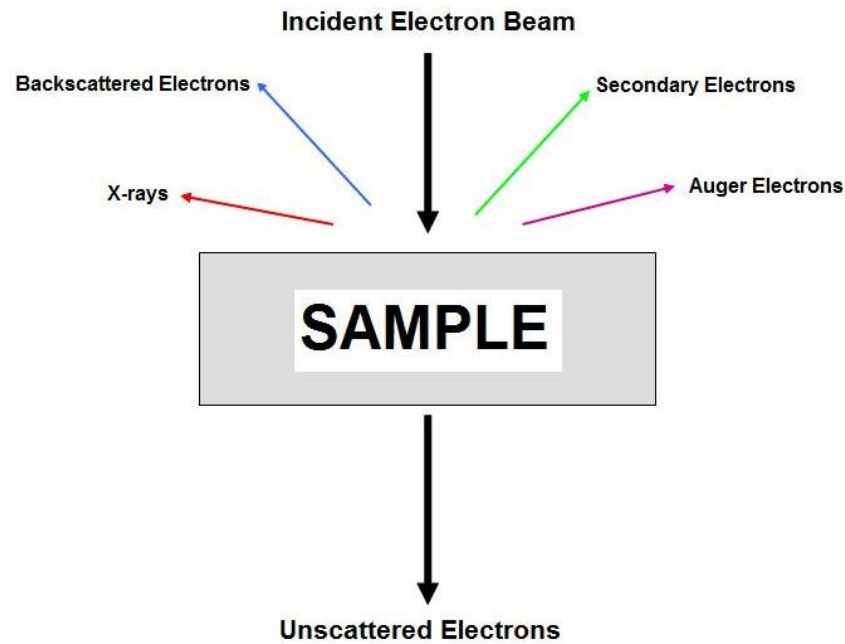 Incident Electron Beam
Backscattered Electrons
Secondary Electrons
X-rays
Auger Electrons
SAMPLE
Unscattered Electrons